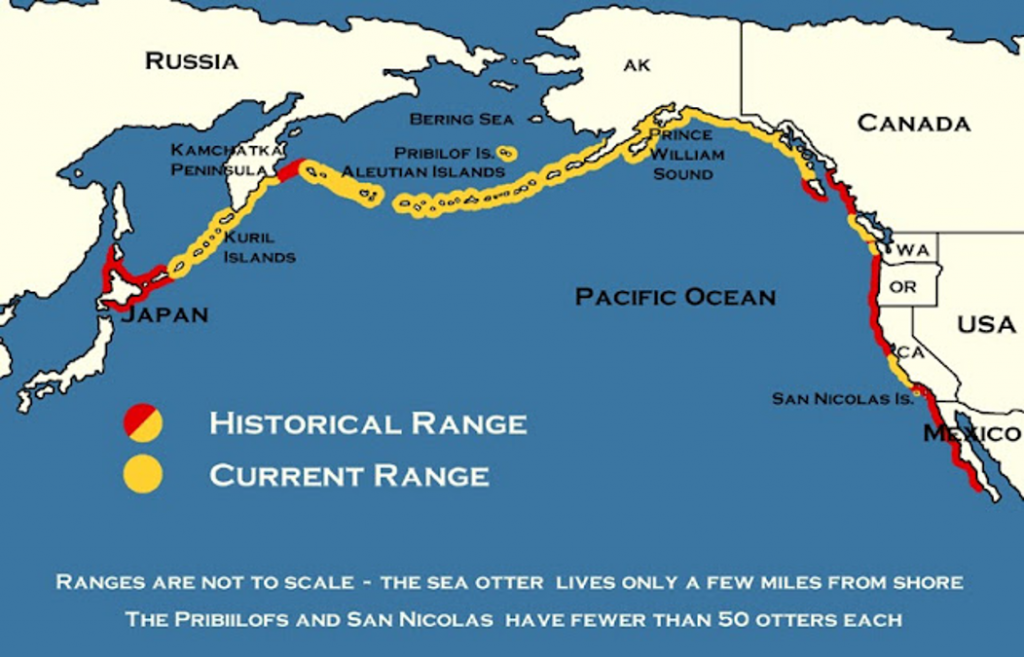 Russia
AK
Canada
Bering Sea
Kamchatka
Peninsula
Pribilof Is.
Aleutian Islands
Prince
William
Sound
Kuril
Islands
WA
OR
Japan
Pacific Ocean
USA
CA
San Nicolas Is.
Mexico
Historical Range
Current Range
Ranges are not to scale - the sea otter lives only a few miles from shore
The Pribiilofs and San Nicolas have fewer than 50 otters each